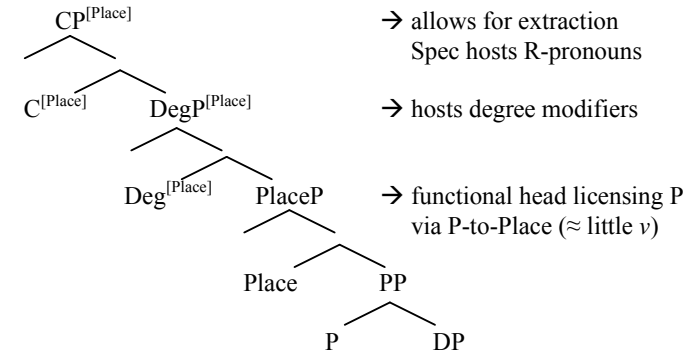 CP[Place] → allows for extraction
Spec hosts R-pronouns
C[Place] DegP[Place] → hosts degree modifiers
Deg[Place] PlaceP → functional head licensing P
via P-to-Place (≈ little v)
Place PP
P DP